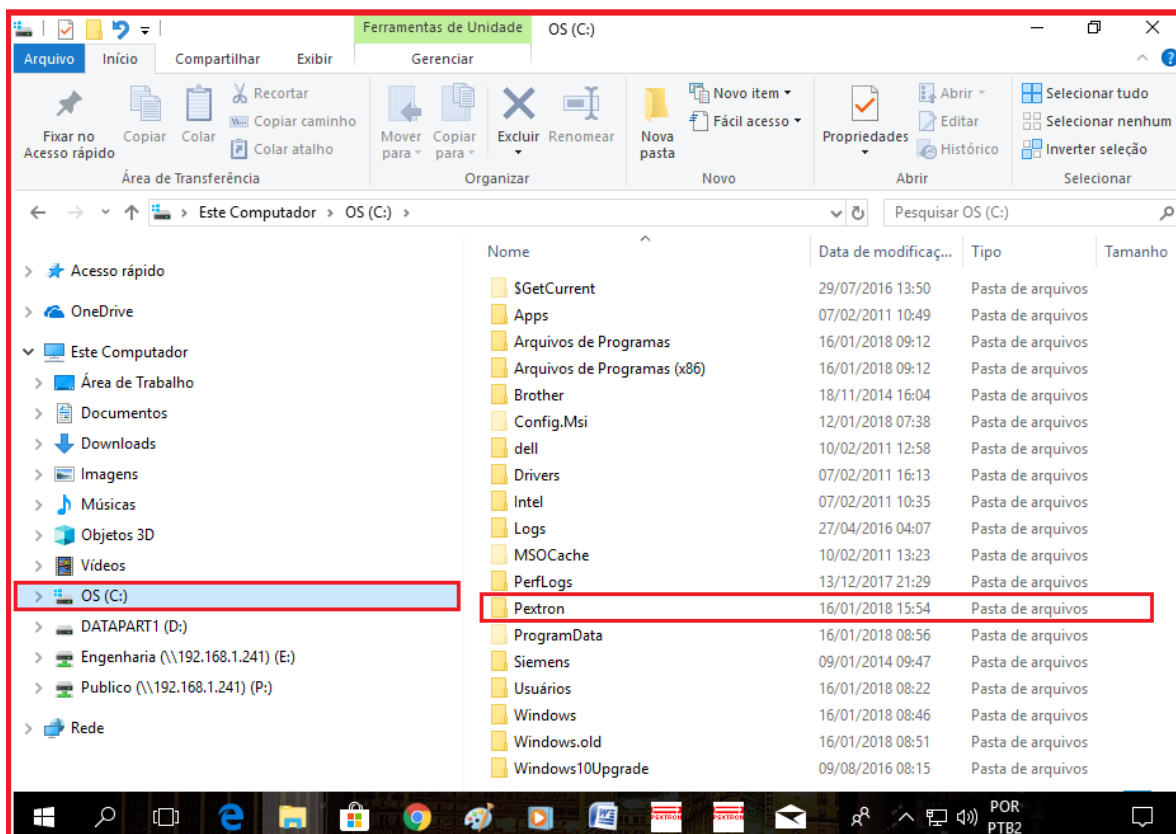 Ferramentas de Unidade OS (C:)
Arquivo Início Compartilhar Exibir Gerenciar
Fixar no Acesso rápido
Copiar
Colar
Recortar
Copiar caminho
Colar atalho
Área de Transferência
Mover para
Copiar para
Excluir
Renomear
Organizar
Nova pasta
Novo item
Fácil acesso
Novo
Propriedades
Abrir
Editar
Histórico
Abrir
Selecionar tudo
Selecionar nenhum
Inverter seleção
Selecionar
Este Computador > OS (C:) >
Pesquisar OS (C:)
Acesso rápido
OneDrive
Este Computador
Área de Trabalho
Documentos
Downloads
Imagens
Músicas
Objetos 3D
Vídeos
OS (C:)
DATAPART1 (D:)
Engenharia (\\192.168.1.241) (E:)
Publico (\\192.168.1.241) (P:)
Rede
Nome Data de modificaç... Tipo Tamanho
$GetCurrent 29/07/2016 13:50 Pasta de arquivos
Apps 07/02/2011 10:49 Pasta de arquivos
Arquivos de Programas 16/01/2018 09:12 Pasta de arquivos
Arquivos de Programas (x86) 16/01/2018 09:12 Pasta de arquivos
Brother 18/11/2014 16:04 Pasta de arquivos
Config.Msi 12/01/2018 07:38 Pasta de arquivos
dell 10/02/2011 12:58 Pasta de arquivos
Drivers 07/02/2011 16:13 Pasta de arquivos
Intel 07/02/2011 10:35 Pasta de arquivos
Logs 27/04/2016 04:07 Pasta de arquivos
MSOCache 10/02/2011 13:23 Pasta de arquivos
PerfLogs 13/12/2017 21:29 Pasta de arquivos
Pextron 16/01/2018 15:54 Pasta de arquivos
ProgramData 16/01/2018 08:56 Pasta de arquivos
Siemens 09/01/2014 09:47 Pasta de arquivos
Usuários 16/01/2018 08:22 Pasta de arquivos
Windows 16/01/2018 08:46 Pasta de arquivos
Windows.old 16/01/2018 08:51 Pasta de arquivos
Windows10Upgrade 09/08/2016 08:15 Pasta de arquivos
PEXTRON
PEXTRON
POR
PTB2